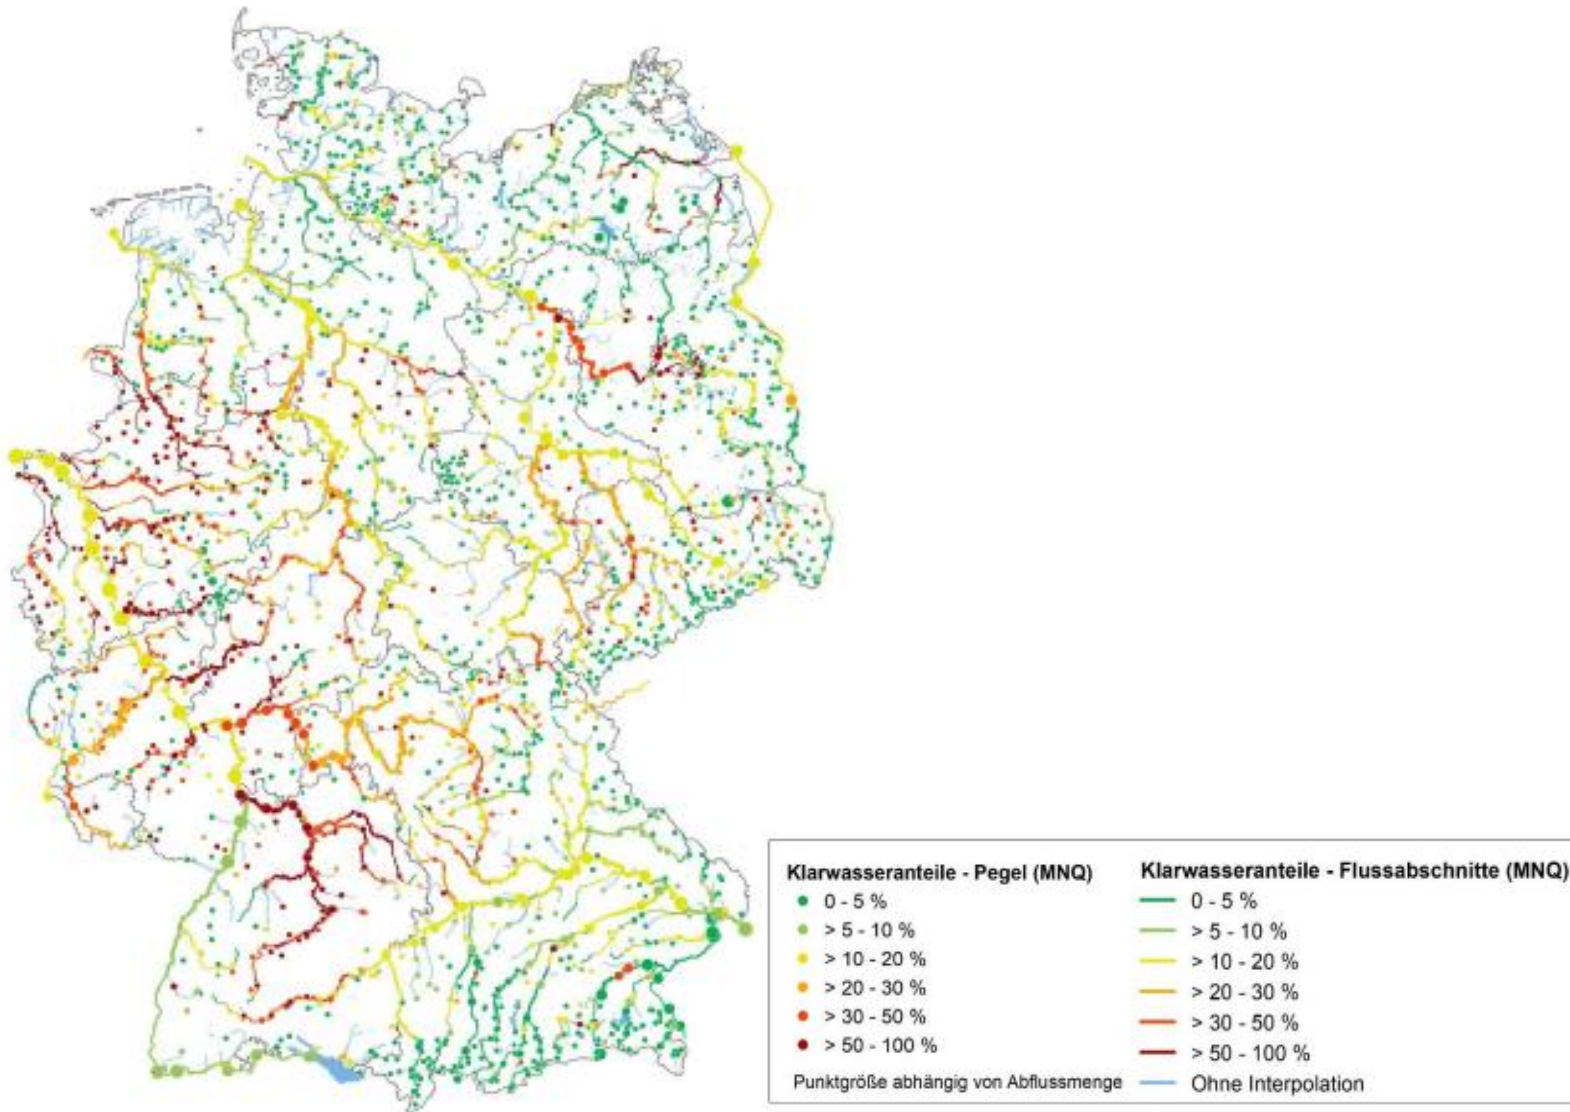 Klarwasseranteile - Pegel (MNQ)
0 - 5 %
> 5 - 10 %
> 10 - 20 %
> 20 - 30 %
> 30 - 50 %
> 50 - 100 %
Punktgröße abhängig von Abflussmenge
Klarwasseranteile - Flussabschnitte (MNQ)
0 - 5 %
> 5 - 10 %
> 10 - 20 %
> 20 - 30 %
> 30 - 50 %
> 50 - 100 %
Ohne Interpolation